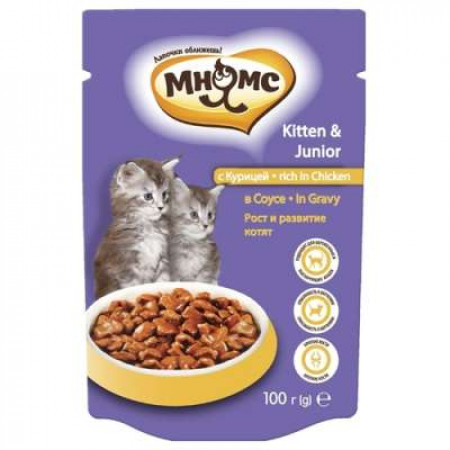 Лапочки оближешь!
МНЯМС
Kitten &
Junior
с Курицей • rich in Chicken
в Соусе • In Gravy
Рост и развитие
котят
100 г (g) ℮